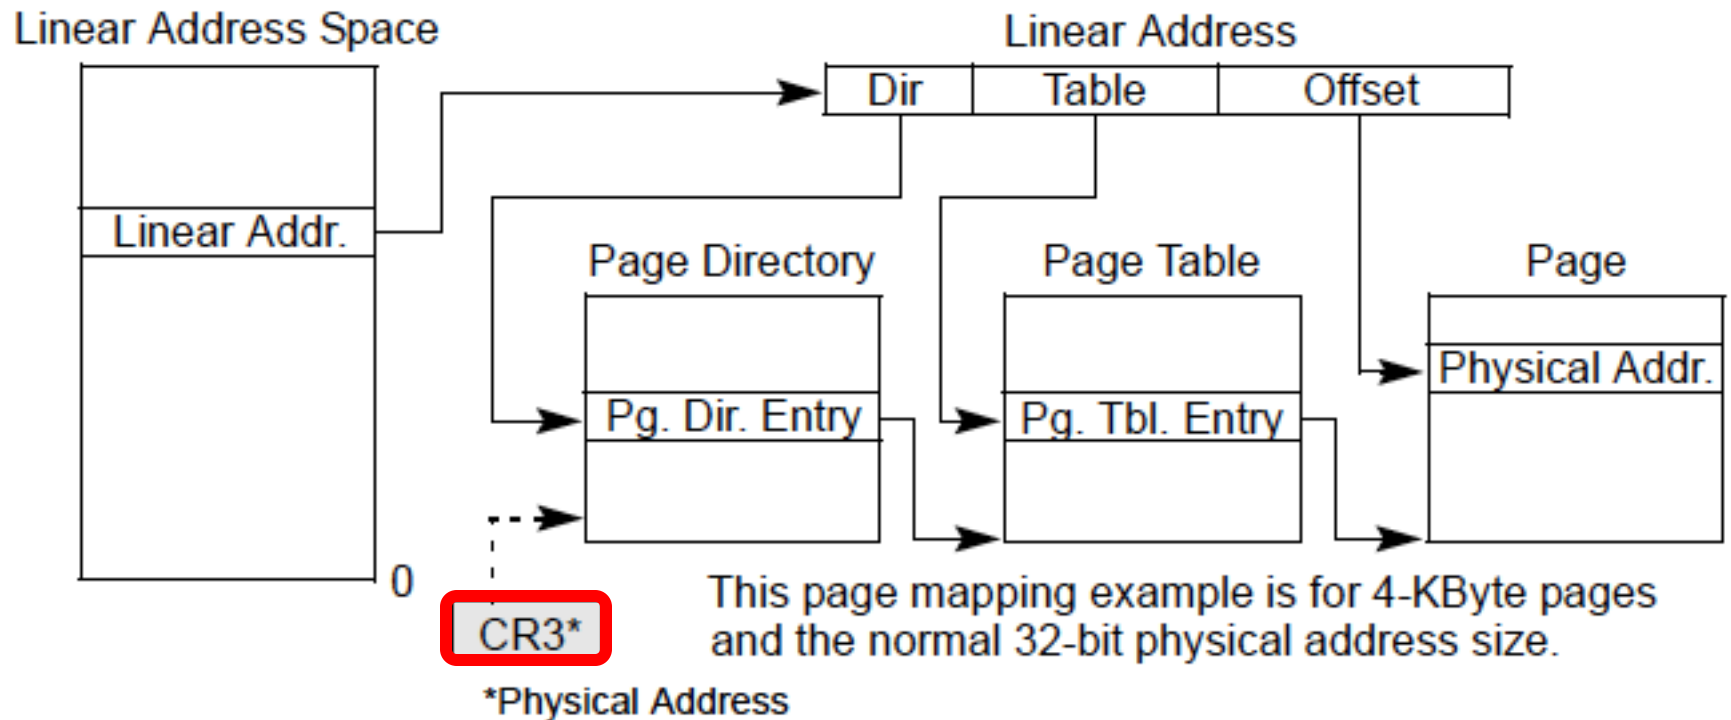 Linear Address Space
Linear Address
Dir
Table
Offset
Linear Addr.
Page Directory
Page Table
Page
Physical Addr.
Pg. Dir. Entry
Pg. Tbl. Entry
0
This page mapping example is for 4-KByte pages
and the normal 32-bit physical address size.
CR3*
*Physical Address